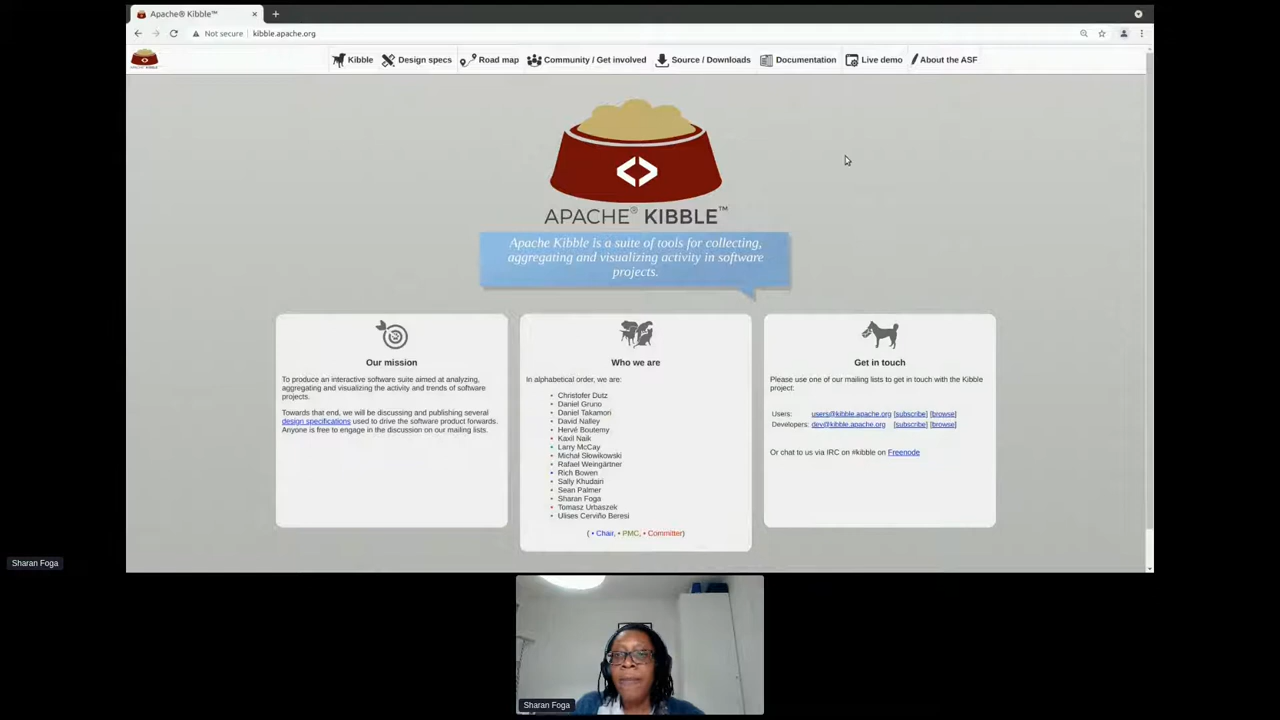 Apache® Kibble™
Not secure
kibble.apache.org
Kibble
Design specs
Road map
Community / Get involved
Source / Downloads
Documentation
Live demo
About the ASF
APACHE® KIBBLE™
Apache Kibble is a suite of tools for collecting,
aggregating and visualizing activity in software
projects.
Our mission
To produce an interactive software suite aimed at analyzing,
aggregating and visualizing the activity and trends of software
projects.
Towards that end, we will be discussing and publishing several
design specifications used to drive the software product forwards.
Anyone is free to engage in the discussion on our mailing lists.
Who we are
In alphabetical order, we are:
• Christofer Dutz
• Daniel Gruno
• Daniel Takamori
• David Nalley
• Hervé Boutemy
• Kaxil Naik
• Larry McCay
• Michał Słowikowski
• Rafael Weingärtner
• Rich Bowen
• Sally Khudairi
• Sean Palmer
• Sharan Foga
• Tomasz Urbaszek
• Ulises Cerviño Beresi
( • Chair, • PMC, • Committer)
Get in touch
Please use one of our mailing lists to get in touch with the Kibble
project:
Users: users@kibble.apache.org [subscribe] [browse]
Developers: dev@kibble.apache.org [subscribe] [browse]
Or chat to us via IRC on #kibble on Freenode
Sharan Foga
Sharan Foga